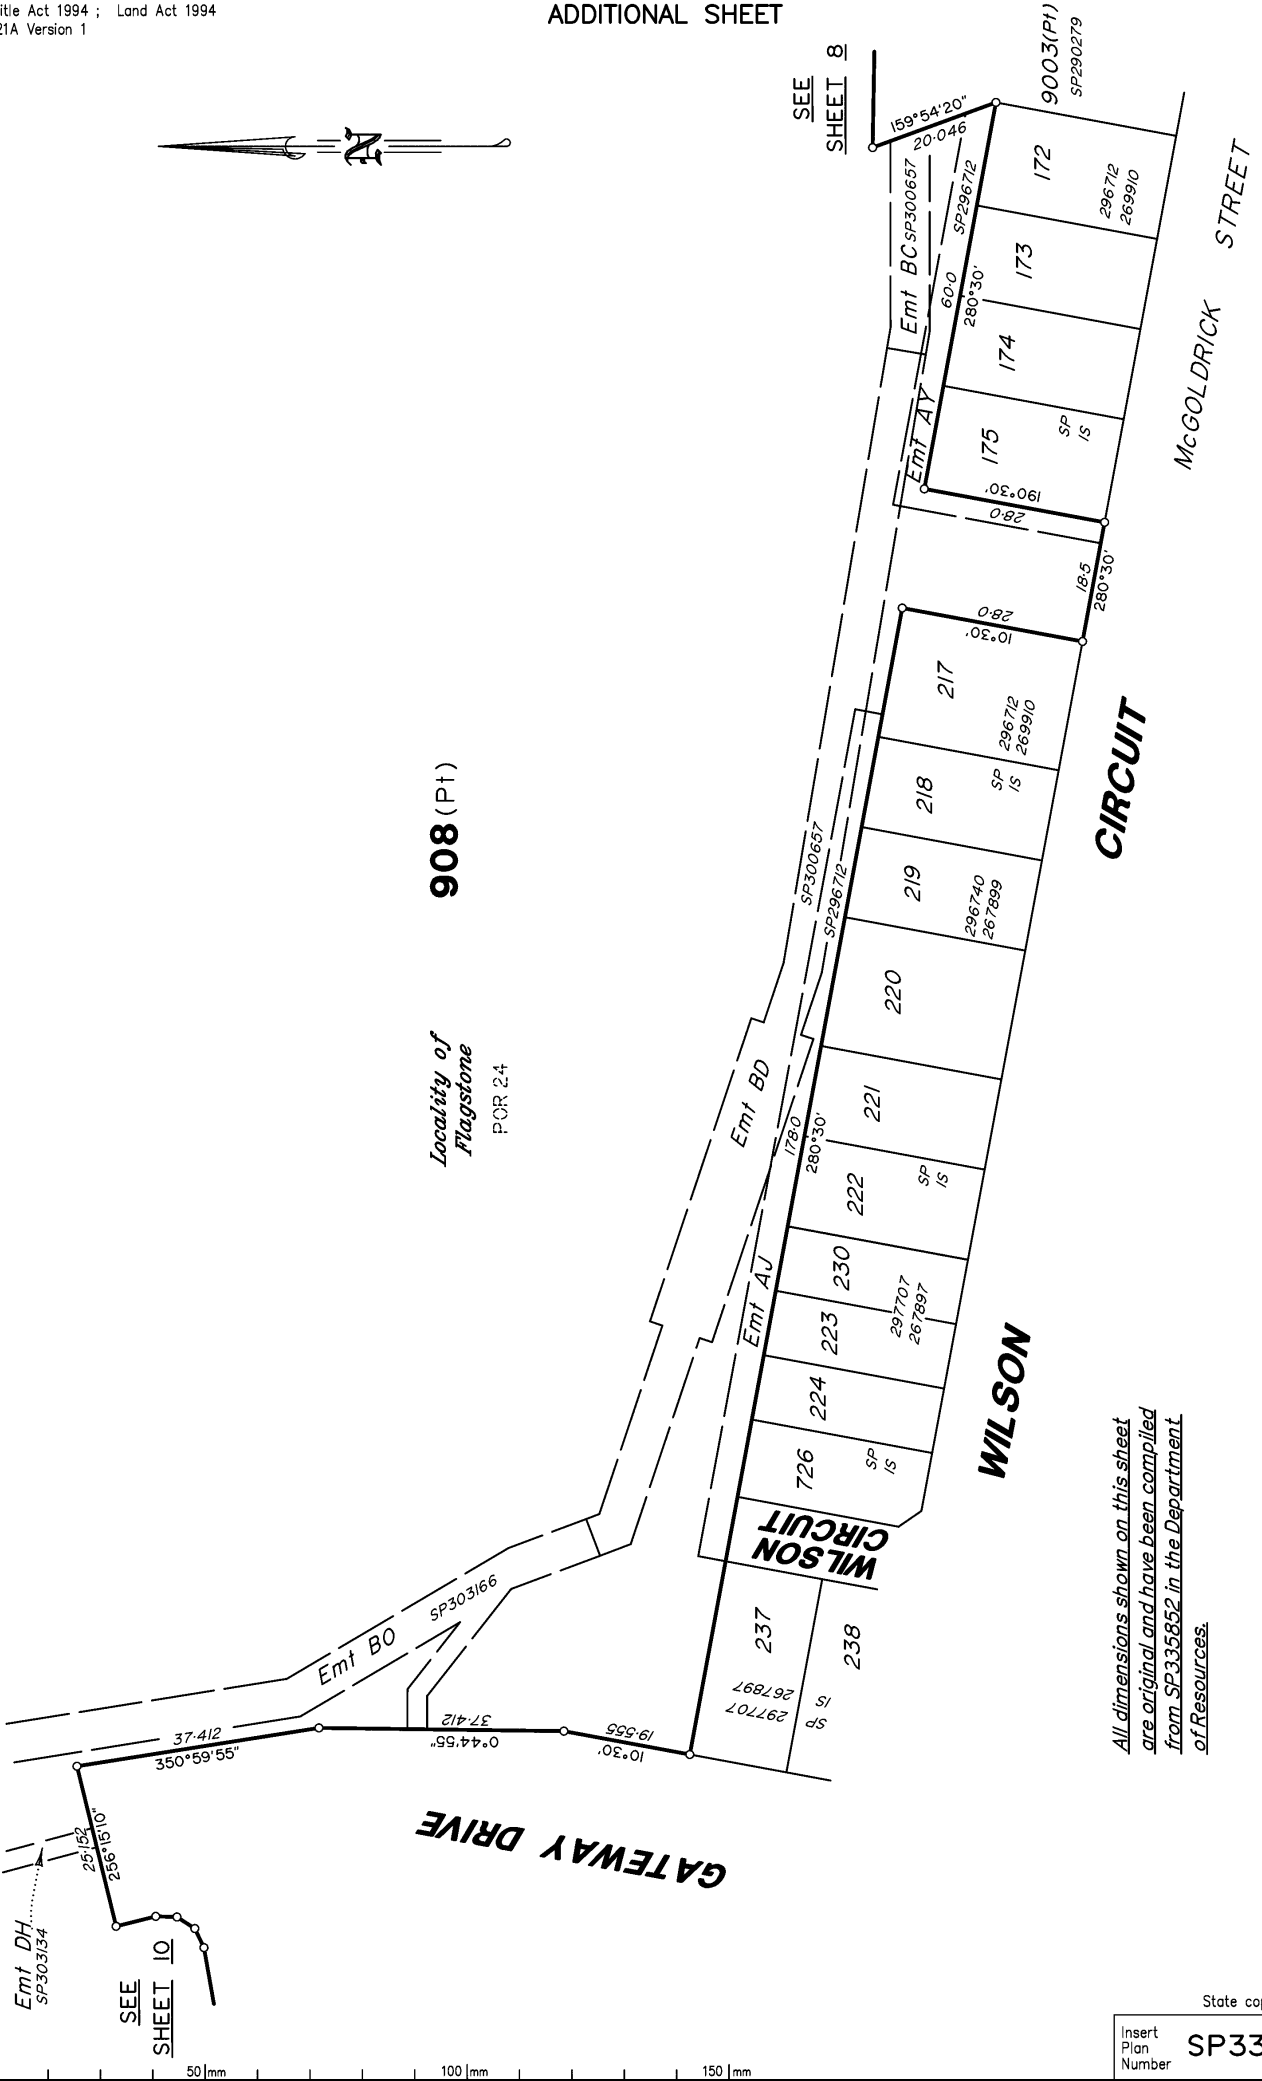 itle Act 1994 ; Land Act 1994
21A Version 1
ADDITIONAL SHEET
SEE
SHEET 8
9003(Pt)
SP290279
159°54'20"
20·046
Emt BC SP300657
SP296712
60·0
280°30'
172
296712
269910
173
174
175
SP
IS
Emt AY
McGOLDRICK STREET
190°30'
28·0
18·5
280°30'
28·0
10°30'
217
296712
269910
218
SP
IS
219
296740
267899
220
221
222
SP
IS
230
297707
267897
223
224
726
SP
IS
SP300657
SP296712
Emt BD
178·0
280°30'
Emt AJ
WILSON CIRCUIT
WILSON
CIRCUIT
237
238
SP 297707
IS 267897
908(Pt)
Locality of
Flagstone
POR 24
Emt BO
SP303166
37·412
350°59'55"
37·412
0°44'55"
19·555
10°30'
GATEWAY DRIVE
25·152
256°15'10"
Emt DH
SP303134
SEE
SHEET 10
All dimensions shown on this sheet
are original and have been compiled
from SP335852 in the Department
of Resources.
50 mm 100 mm 150 mm
State cop
Insert
Plan
Number
SP33